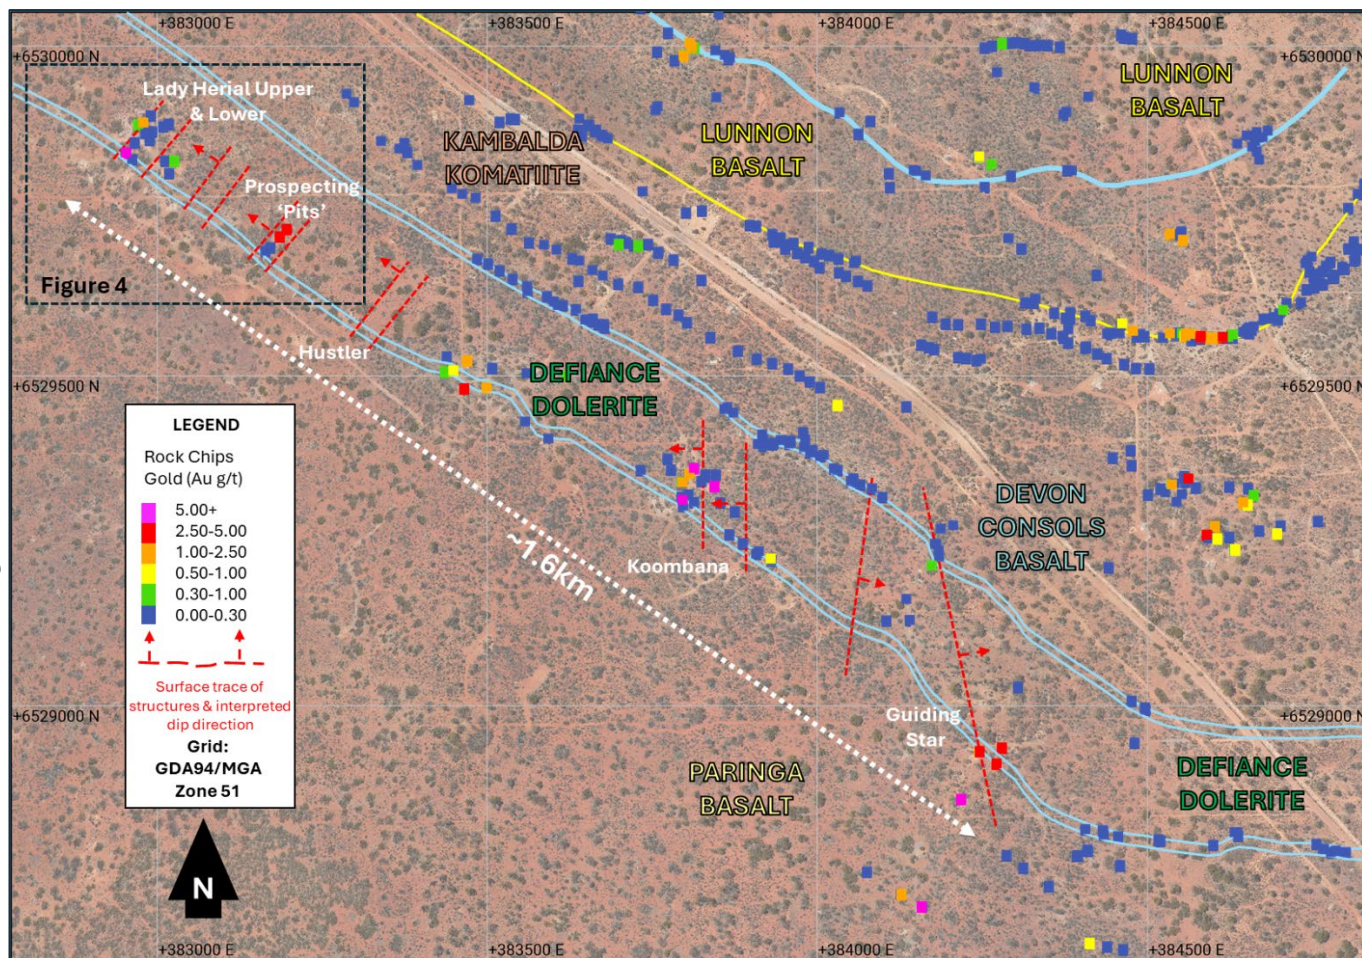 +383000 E
+383500 E
+384000 E
+384500 E
+6530000 N
+6530000 N
Lady Herial Upper
& Lower
LUNNON
BASALT
KAMBALDA
KOMATIITE
LUNNON
BASALT
Prospecting
'Pits'
Figure 4
Hustler
+6529500 N
DEFIANCE
DOLERITE
+6529500 N
LEGEND
Rock Chips
Gold (Au g/t)
5.00+
2.50-5.00
1.00-2.50
0.50-1.00
0.30-1.00
0.00-0.30
Surface trace of
structures & interpreted
dip direction
Grid:
GDA94/MGA
Zone 51
N
DEVON
CONSOLS
BASALT
Koombana
~1.6km
+6529000 N
Guiding
Star
+6529000 N
PARINGA
BASALT
DEFIANCE
DOLERITE
+383000 E
+383500 E
+384000 E
+384500 E